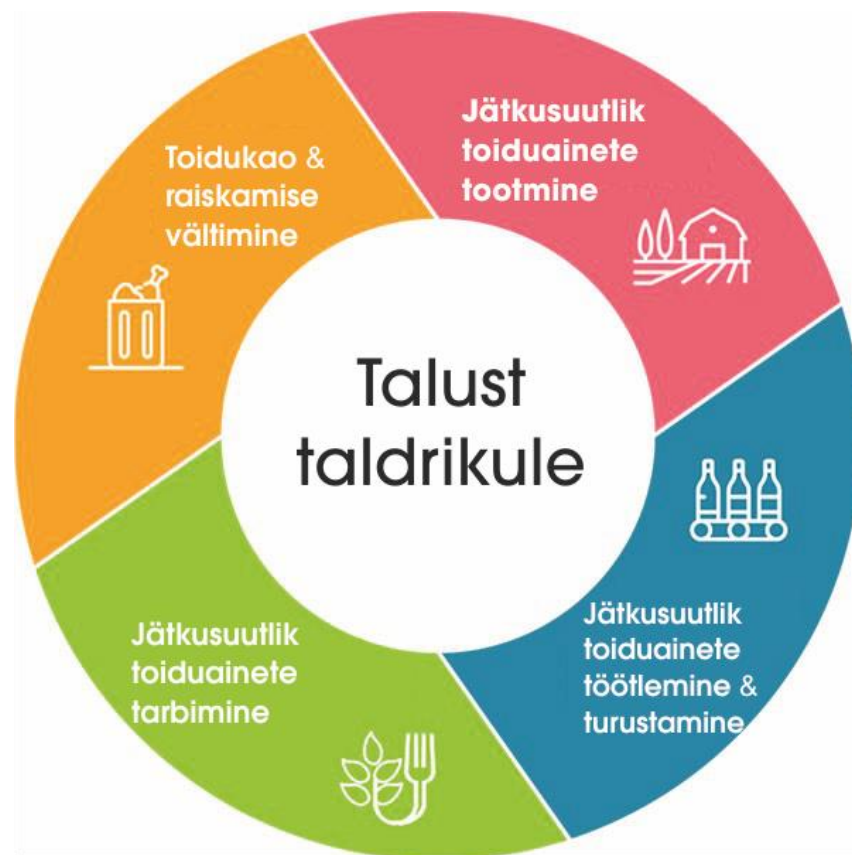 Jätkusuutlik
toiduainete
tootmine
Toidukao &
raiskamise
vältimine
Talust
taldrikule
Jätkusuutlik
toiduainete
töötlemine &
turustamine
Jätkusuutlik
toiduainete
tarbimine